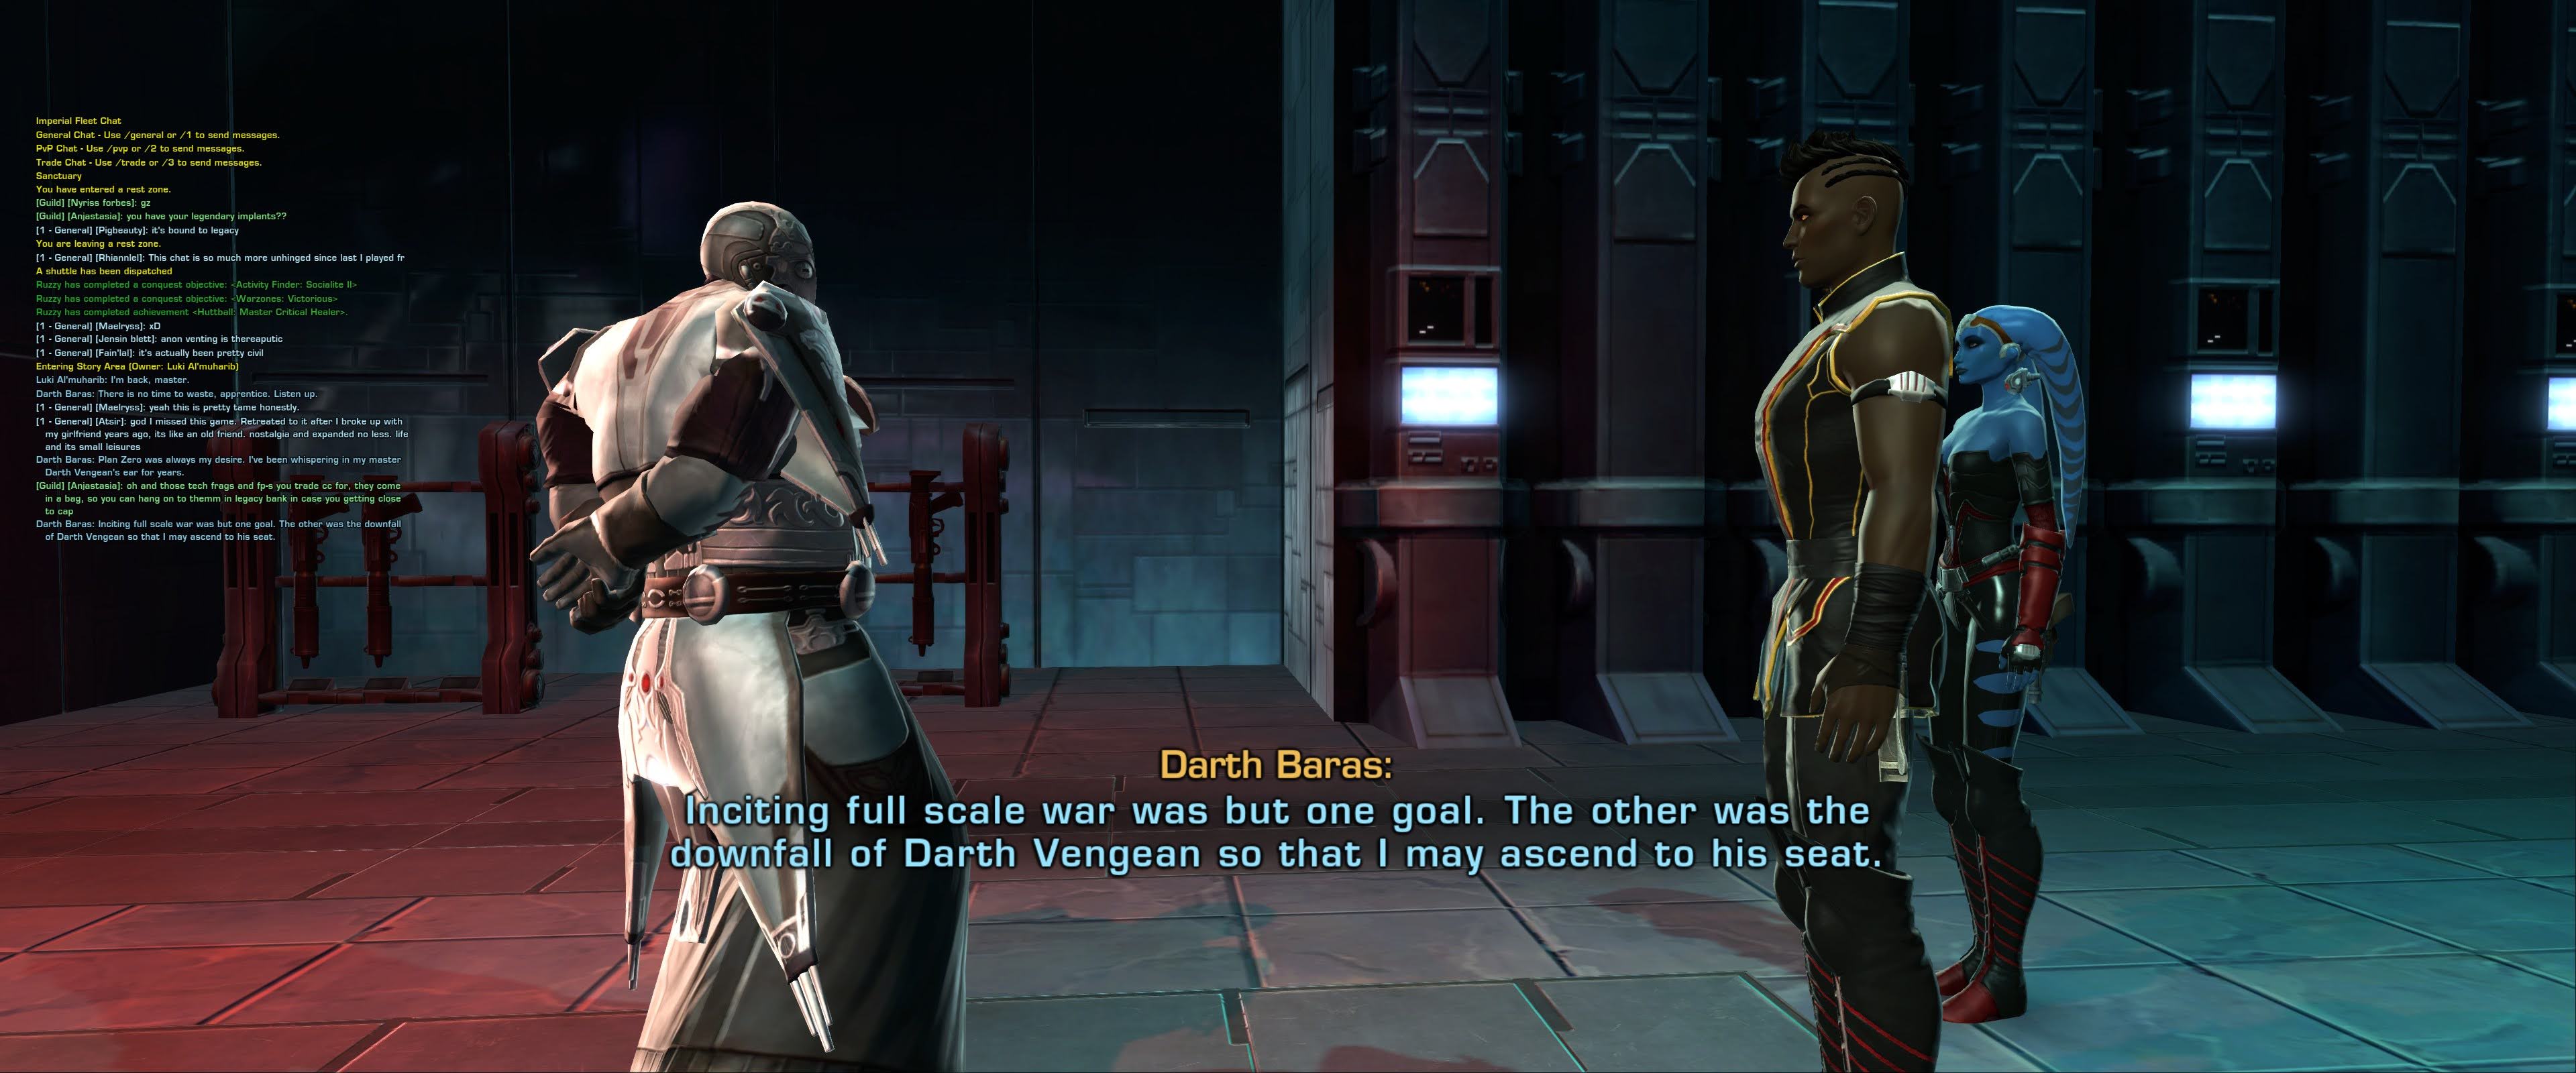 Imperial Fleet Chat
General Chat - Use /general or /1 to send messages.
PvP Chat - Use /pvp or /2 to send messages.
Trade Chat - Use /trade or /3 to send messages.
Sanctuary
You have entered a rest zone.
[Guild] [Nyriss forbes]: gz
[Guild] [Anjastasia]: you have your legendary implants??
[1 - General] [Pigbeauty]: it's bound to legacy
You are leaving a rest zone.
[1 - General] [Rhiannlel]: This chat is so much more unhinged since last I played fr
A shuttle has been dispatched
Ruzzy has completed a conquest objective: <Activity Finder: Socialite II>
Ruzzy has completed a conquest objective: <Warzones: Victorious>
Ruzzy has completed achievement <Huttball: Master Critical Healer>.
[1 - General] [Maelryss]: xD
[1 - General] [Jensin blett]: anon venting is thereaputic
[1 - General] [Fain'lal]: it's actually been pretty civil
Entering Story Area (Owner: Luki Al'muharib)
Luki Al'muharib: I'm back, master.
Darth Baras: There is no time to waste, apprentice. Listen up.
[1 - General] [Maelryss]: yeah this is pretty tame honestly.
[1 - General] [Atsir]: god I missed this game. Retreated to it after I broke up with
my girlfriend years ago, its like an old friend. nostalgia and expanded no less. life
and its small leisures
Darth Baras: Plan Zero was always my desire. I've been whispering in my master
Darth Vengean's ear for years.
[Guild] [Anjastasia]: oh and those tech frags and fp-s you trade cc for, they come
in a bag, so you can hang on to themm in legacy bank in case you getting close
to cap
Darth Baras: Inciting full scale war was but one goal. The other was the downfall
of Darth Vengean so that I may ascend to his seat.
Darth Baras:
Inciting full scale war was but one goal. The other was the
downfall of Darth Vengean so that I may ascend to his seat.